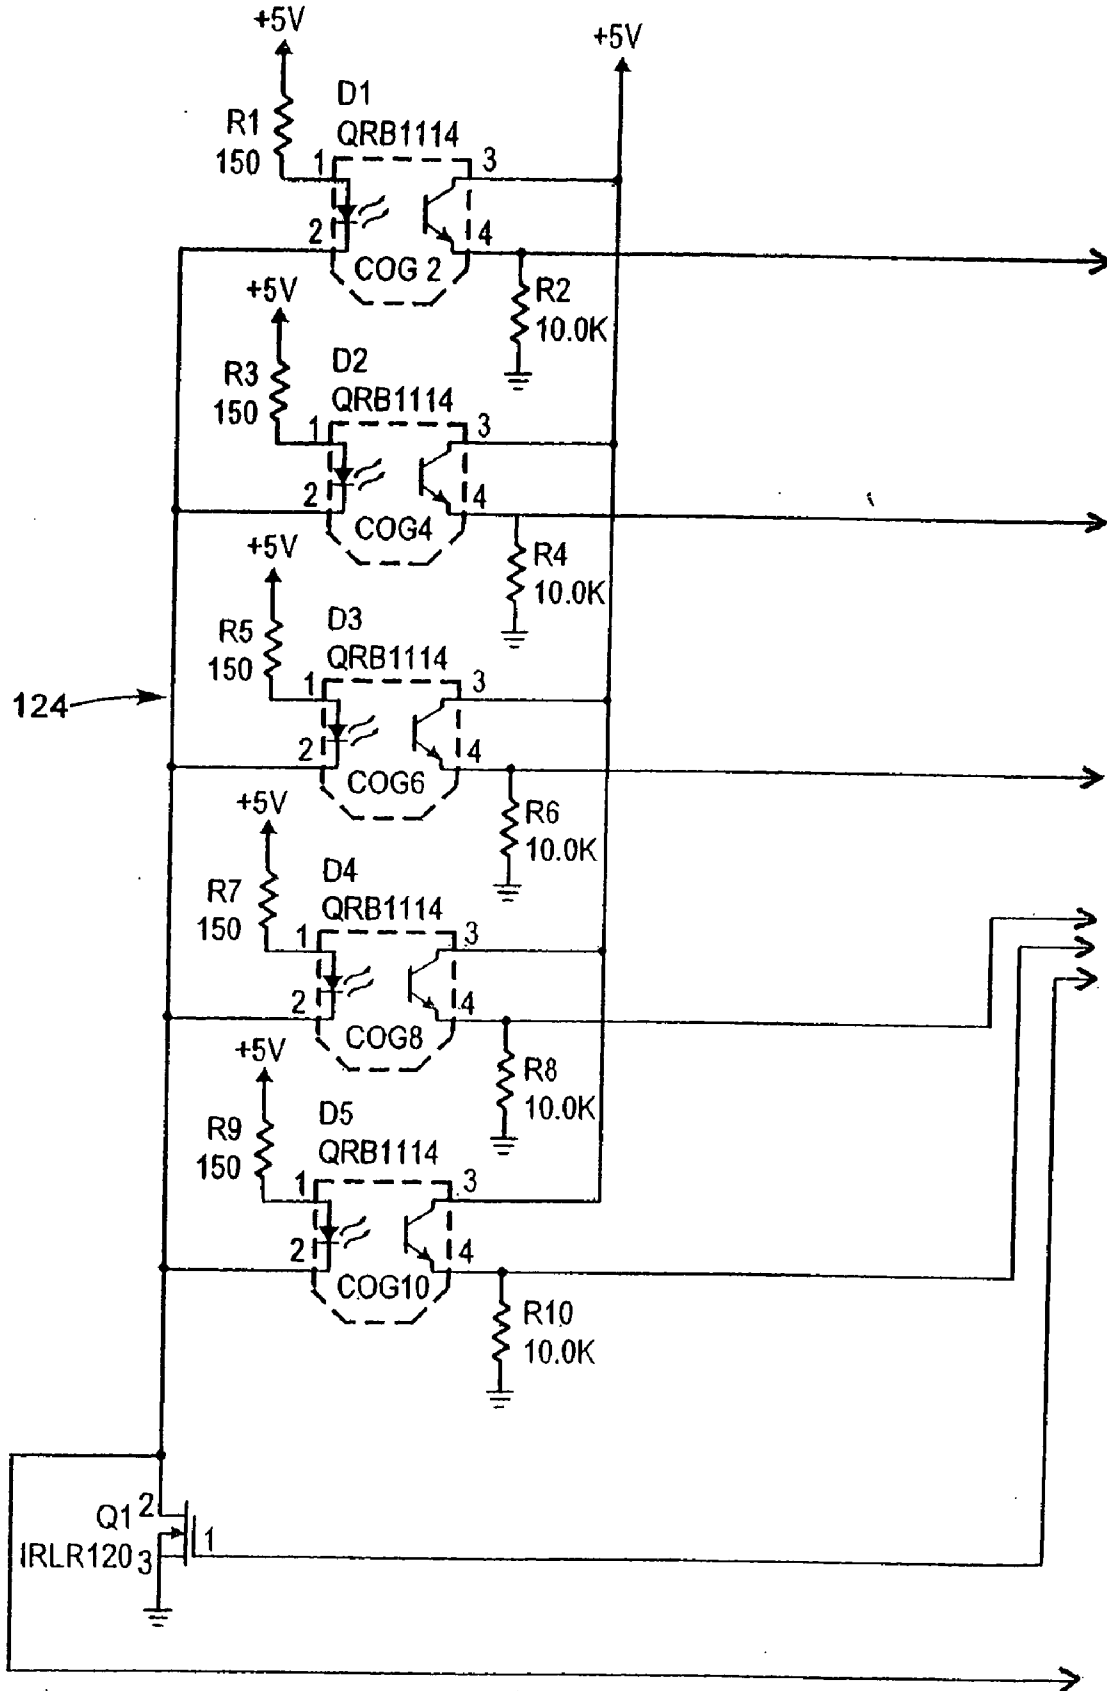 +5V
+5V
D1
QRB1114
R1
150
1
3
2
4
COG 2
R2
10.0K
+5V
D2
QRB1114
R3
150
1
3
2
4
COG4
R4
10.0K
+5V
D3
QRB1114
R5
150
1
3
2
4
COG6
124
R6
10.0K
+5V
D4
QRB1114
R7
150
1
3
2
4
COG8
R8
10.0K
+5V
D5
QRB1114
R9
150
1
3
2
4
COG10
R10
10.0K
Q1
2
1
IRLR120
3